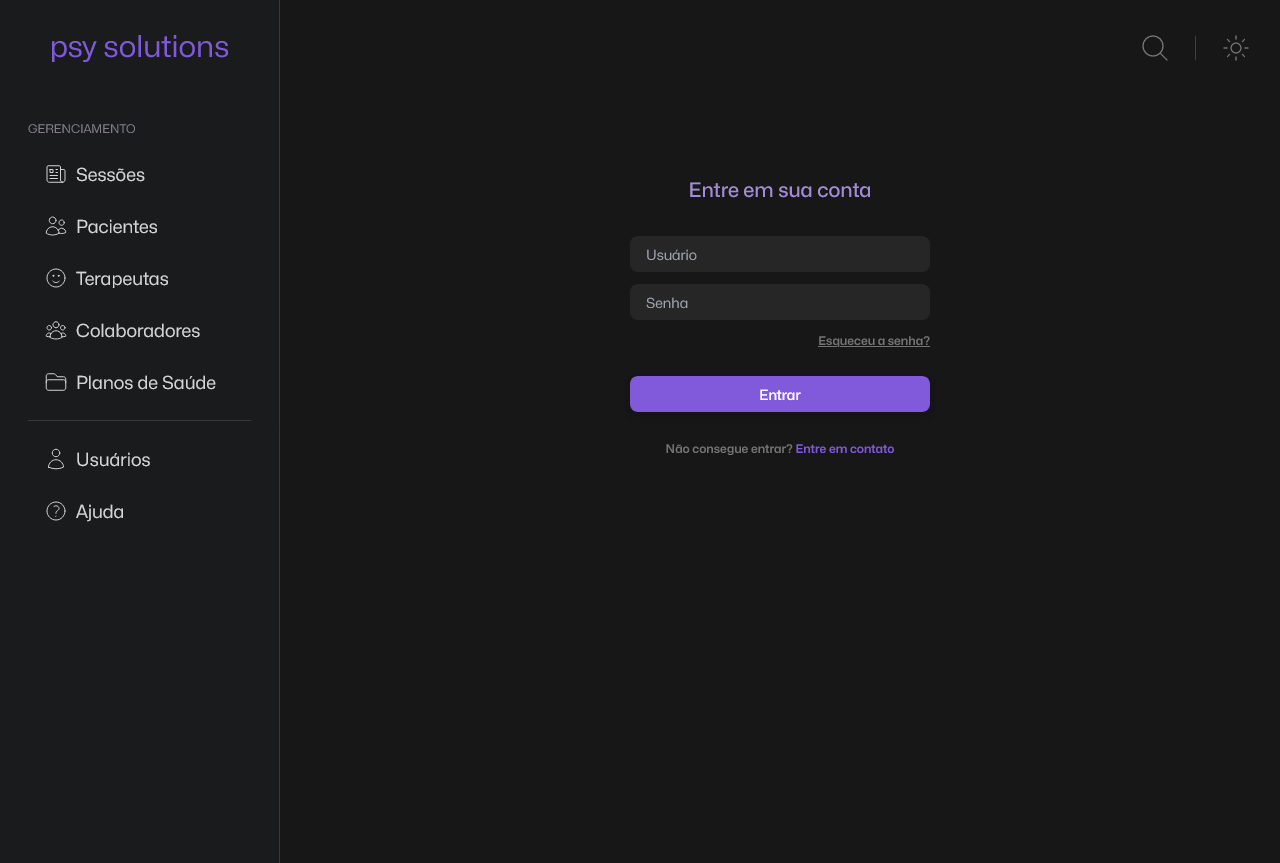 psy solutions
GERENCIAMENTO
Sessões
Pacientes
Terapeutas
Colaboradores
Planos de Saúde
Usuários
Ajuda
Entre em sua conta
Usuário
Senha
Esqueceu a senha?
Entrar
Não consegue entrar? Entre em contato